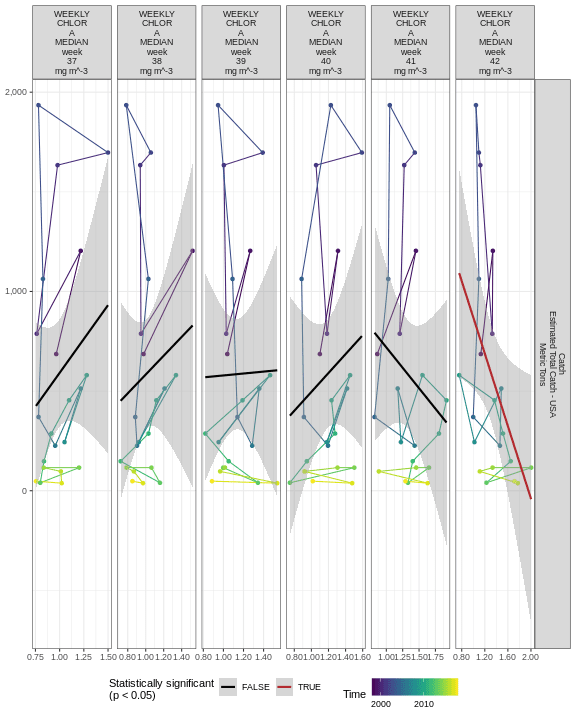 WEEKLY
CHLOR
A
MEDIAN
week
37
mg m^-3
WEEKLY
CHLOR
A
MEDIAN
week
38
mg m^-3
WEEKLY
CHLOR
A
MEDIAN
week
39
mg m^-3
WEEKLY
CHLOR
A
MEDIAN
week
40
mg m^-3
WEEKLY
CHLOR
A
MEDIAN
week
41
mg m^-3
WEEKLY
CHLOR
A
MEDIAN
week
42
mg m^-3
2,000
1,000
0
Catch
Estimated Total Catch - USA
Metric Tons
0.75 1.00 1.25 1.50
0.80 1.00 1.20 1.40
0.80 1.00 1.20 1.40
0.80 1.00 1.20 1.40 1.60
1.00 1.25 1.50 1.75
0.80 1.20 1.60 2.00
Statistically significant
(p < 0.05)
FALSE
TRUE
Time
2000 2010